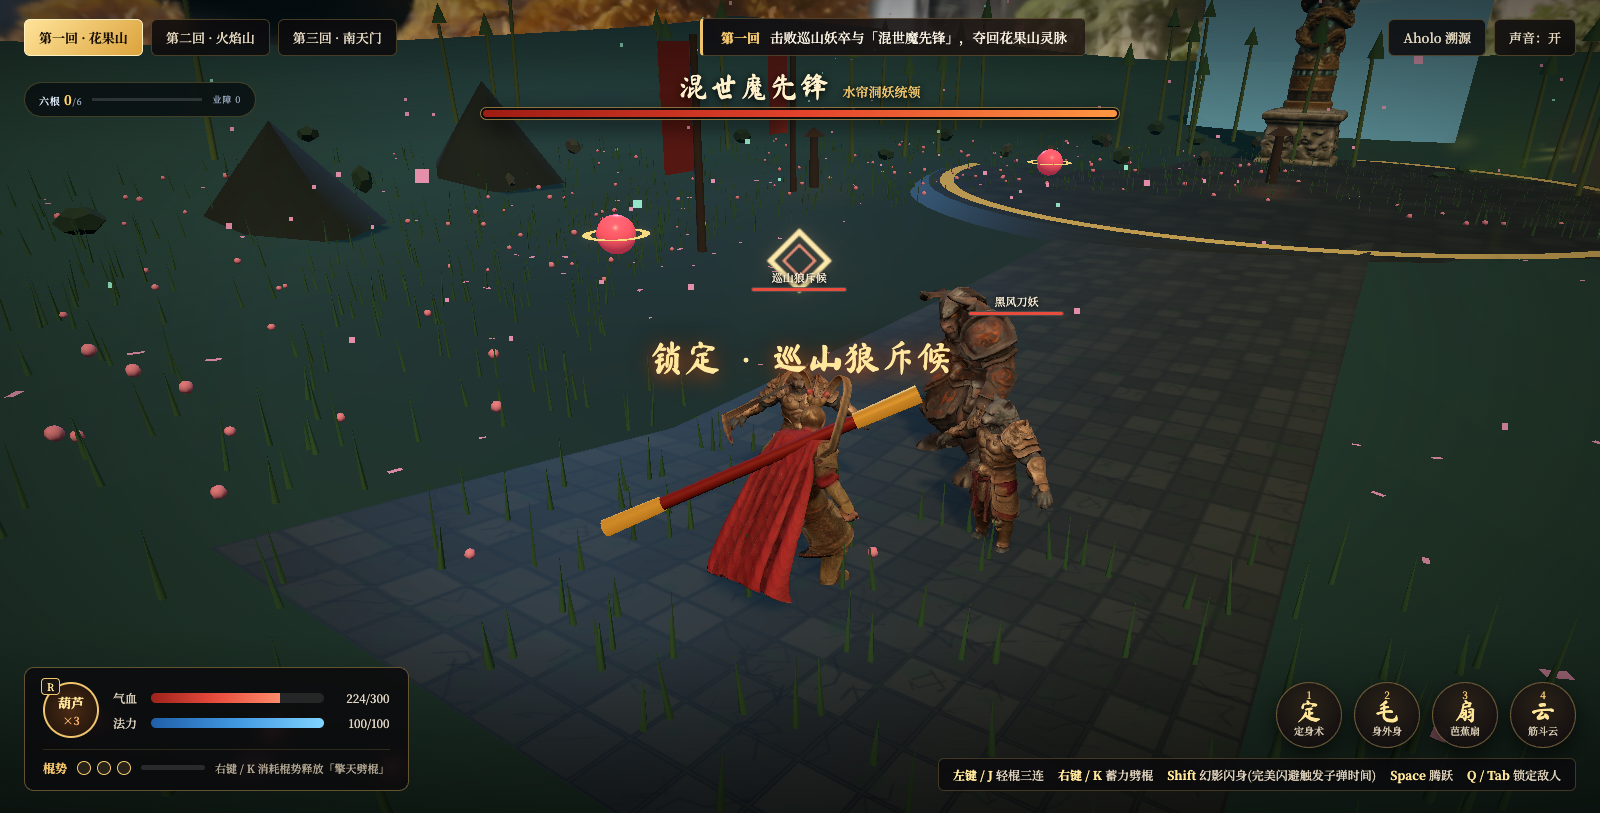 第一回 · 花果山
第二回 · 火焰山
第三回 · 南天门
第一回 击败巡山妖卒与「混世魔先锋」，夺回花果山灵脉
Aholo 溯源
声音：开
六根 0/6
业障 0
混世魔先锋 水帘洞妖统领
巡山狼斥候
黑风刀妖
锁定 · 巡山狼斥候
R
葫芦
×3
气血 224/300
法力 100/100
棍势 右键 / K 消耗棍势释放「擎天劈棍」
1
定
定身术
2
毛
身外身
3
扇
芭蕉扇
4
云
筋斗云
左键 / J 轻棍三连 右键 / K 蓄力劈棍 Shift 幻影闪身(完美闪避触发子弹时间) Space 腾跃 Q / Tab 锁定敌人